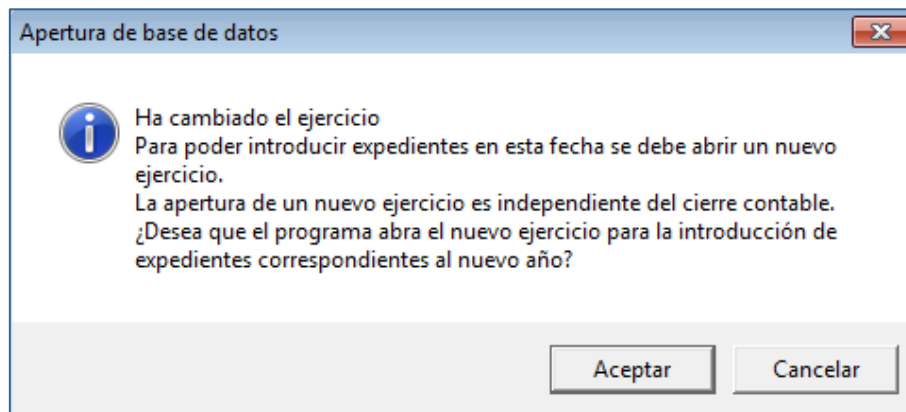 Apertura de base de datos
Ha cambiado el ejercicio
Para poder introducir expedientes en esta fecha se debe abrir un nuevo
ejercicio.
La apertura de un nuevo ejercicio es independiente del cierre contable.
¿Desea que el programa abra el nuevo ejercicio para la introducción de
expedientes correspondientes al nuevo año?
Aceptar
Cancelar